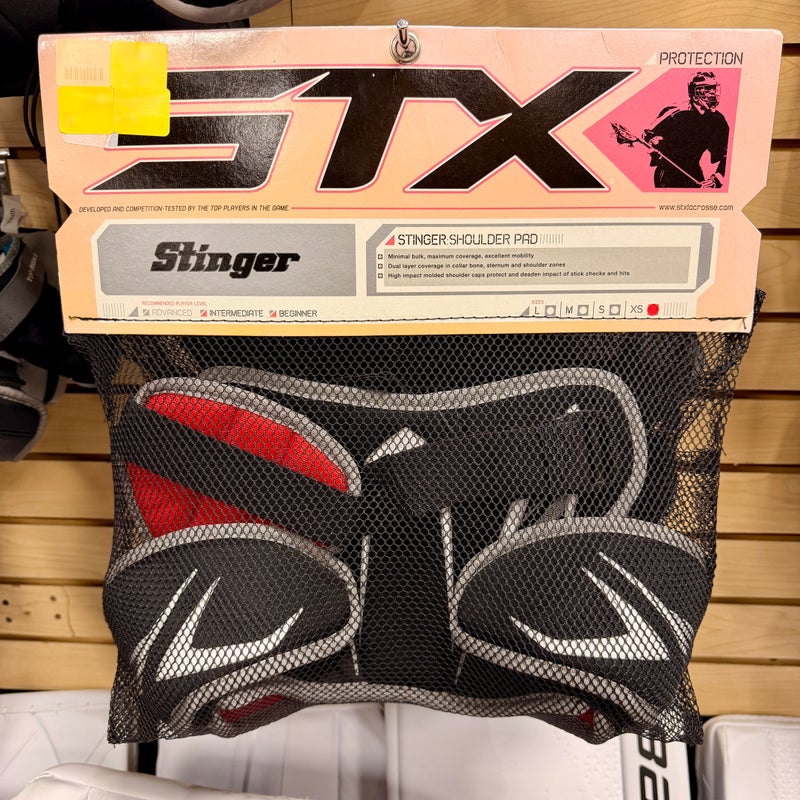 PROTECTION
STX
DEVELOPED AND COMPETITION-TESTED BY THE TOP PLAYERS IN THE GAME.
www.stxlacrosse.com
Stinger
STINGER SHOULDER PAD
Minimal bulk, maximum coverage, excellent mobility
Dual layer coverage in collar bone, sternum and shoulder zones
High impact molded shoulder caps protect and deaden impact of stick checks and hits
RECOMMENDED PLAYER LEVEL
ADVANCED INTERMEDIATE BEGINNER
SIZES
L M S XS